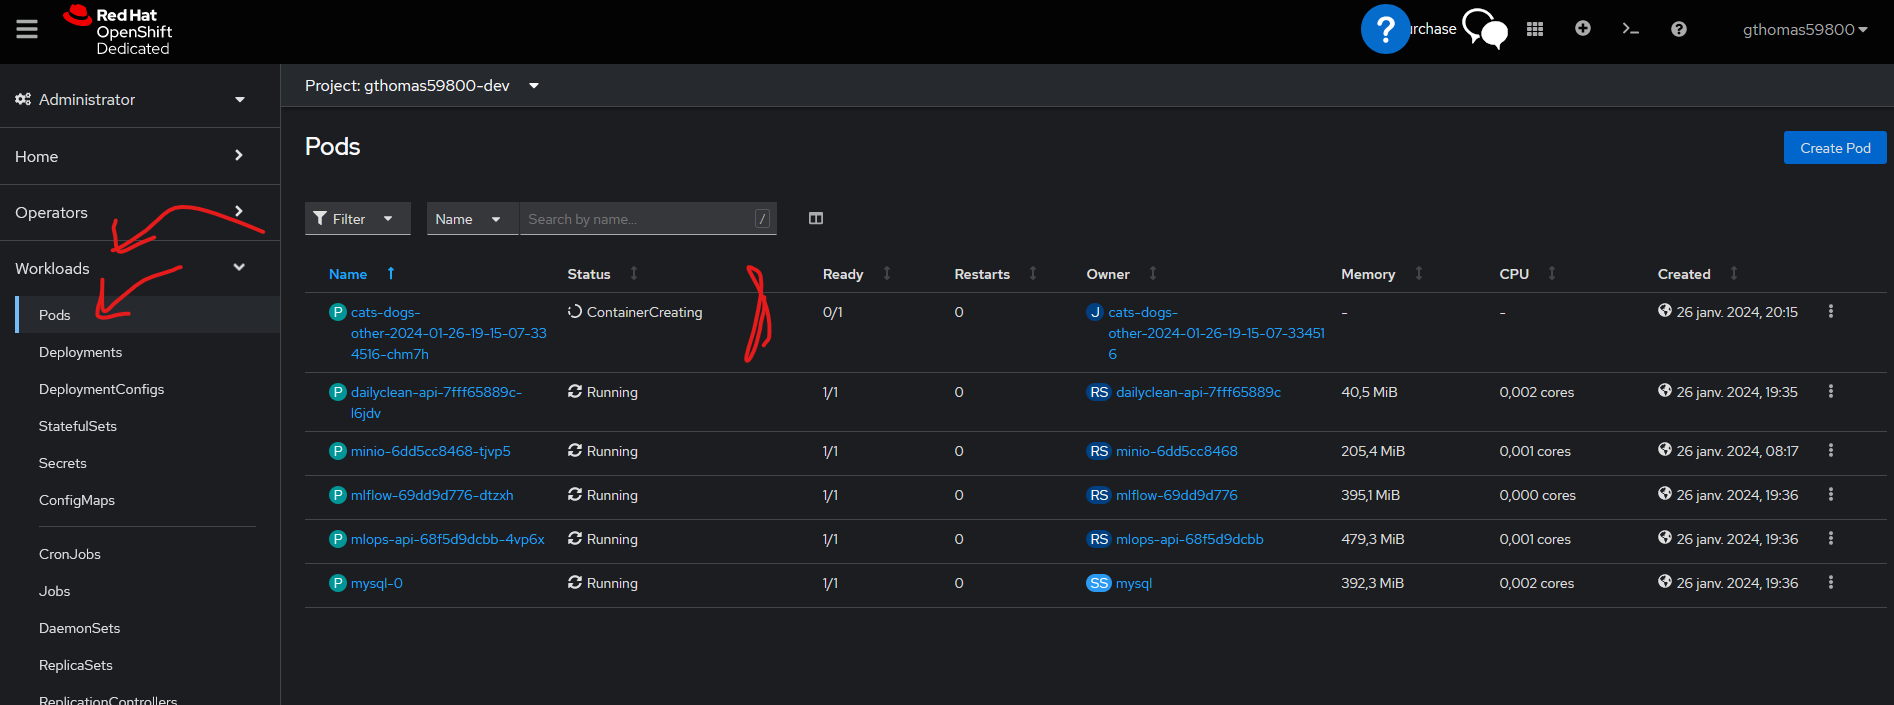 Red Hat
OpenShift
Dedicated
?
urchase
?
gthomas59800
Administrator
Project: gthomas59800-dev
Home
Pods
Create Pod
Operators
Filter
Name
Search by name...
/
Workloads
Name
Status
Ready
Restarts
Owner
Memory
CPU
Created
Pods
P
cats-dogs-
other-2024-01-26-19-15-07-33
4516-chm7h
ContainerCreating
0/1
0
J
cats-dogs-
other-2024-01-26-19-15-07-33451
6
-
-
26 janv. 2024, 20:15
Deployments
DeploymentConfigs
P
dailyclean-api-7fff65889c-
l6jdv
Running
1/1
0
RS
dailyclean-api-7fff65889c
40,5 MiB
0,002 cores
26 janv. 2024, 19:35
StatefulSets
Secrets
P minio-6dd5cc8468-tjvp5
Running
1/1
0
RS minio-6dd5cc8468
205,4 MiB
0,001 cores
26 janv. 2024, 08:17
ConfigMaps
P mlflow-69dd9d776-dtzxh
Running
1/1
0
RS mlflow-69dd9d776
395,1 MiB
0,000 cores
26 janv. 2024, 19:36
CronJobs
P mlops-api-68f5d9dcbb-4vp6x
Running
1/1
0
RS mlops-api-68f5d9dcbb
479,3 MiB
0,001 cores
26 janv. 2024, 19:36
Jobs
P mysql-0
Running
1/1
0
SS mysql
392,3 MiB
0,002 cores
26 janv. 2024, 19:36
DaemonSets
ReplicaSets
ReplicationControllers